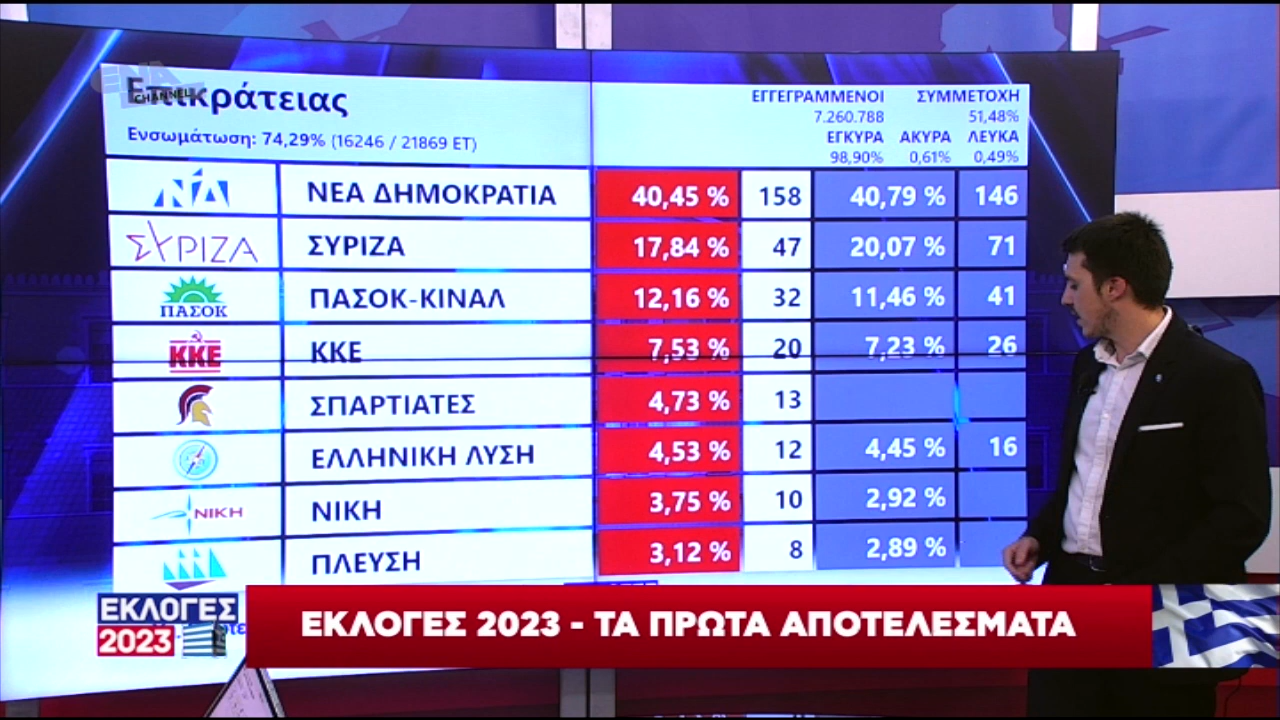 ENA
CHANNEL
Επικράτειας
Ενσωμάτωση: 74,29% (16246 / 21869 ΕΤ)
ΕΓΓΕΓΡΑΜΜΕΝΟΙ ΣΥΜΜΕΤΟΧΗ
7.260.788 51,48%
ΕΓΚΥΡΑ ΑΚΥΡΑ ΛΕΥΚΑ
98,90% 0,61% 0,49%
ΝΔ ΝΕΑ ΔΗΜΟΚΡΑΤΙΑ 40,45 % 158 40,79 % 146
ΣΥΡΙΖΑ ΣΥΡΙΖΑ 17,84 % 47 20,07 % 71
ΠΑΣΟΚ ΠΑΣΟΚ-ΚΙΝΑΛ 12,16 % 32 11,46 % 41
ΚΚΕ ΚΚΕ 7,53 % 20 7,23 % 26
ΣΠΑΡΤΙΑΤΕΣ 4,73 % 13
ΕΛΛΗΝΙΚΗ ΛΥΣΗ 4,53 % 12 4,45 % 16
ΝΙΚΗ ΝΙΚΗ 3,75 % 10 2,92 %
ΠΛΕΥΣΗ 3,12 % 8 2,89 %
ΕΚΛΟΓΕΣ
2023
ΕΚΛΟΓΕΣ 2023 - ΤΑ ΠΡΩΤΑ ΑΠΟΤΕΛΕΣΜΑΤΑ